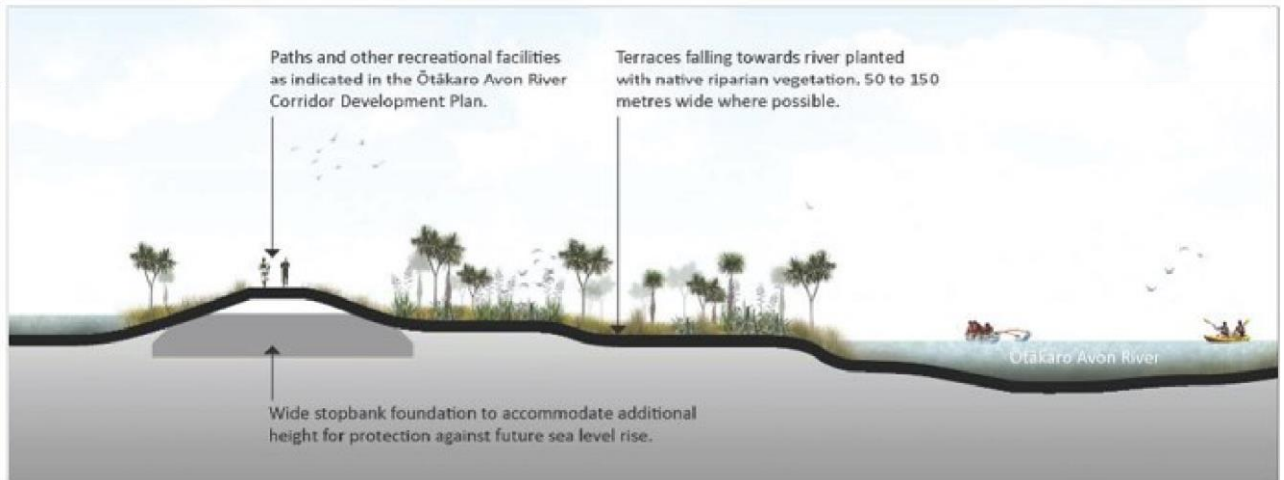 Paths and other recreational facilities
as indicated in the Ōtākaro Avon River
Corridor Development Plan.
Terraces falling towards river planted
with native riparian vegetation, 50 to 150
metres wide where possible.
Ōtākaro Avon River
Wide stopbank foundation to accommodate additional
height for protection against future sea level rise.